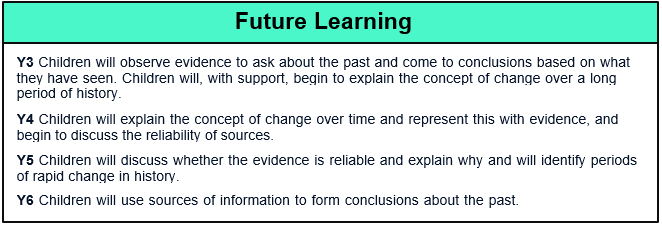 Future Learning
Y3 Children will observe evidence to ask about the past and come to conclusions based on what
they have seen. Children will, with support, begin to explain the concept of change over a long
period of history.
Y4 Children will explain the concept of change over time and represent this with evidence, and
begin to discuss the reliability of sources.
Y5 Children will discuss whether the evidence is reliable and explain why and will identify periods
of rapid change in history.
Y6 Children will use sources of information to form conclusions about the past.